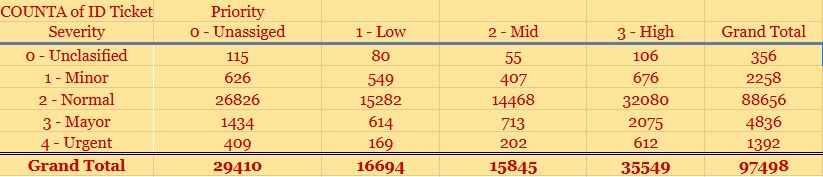 COUNTA of ID Ticket Priority
Severity 0 - Unassiged 1 - Low 2 - Mid 3 - High Grand Total
0 - Unclasified 115 80 55 106 356
1 - Minor 626 549 407 676 2258
2 - Normal 26826 15282 14468 32080 88656
3 - Mayor 1434 614 713 2075 4836
4 - Urgent 409 169 202 612 1392
Grand Total 29410 16694 15845 35549 97498